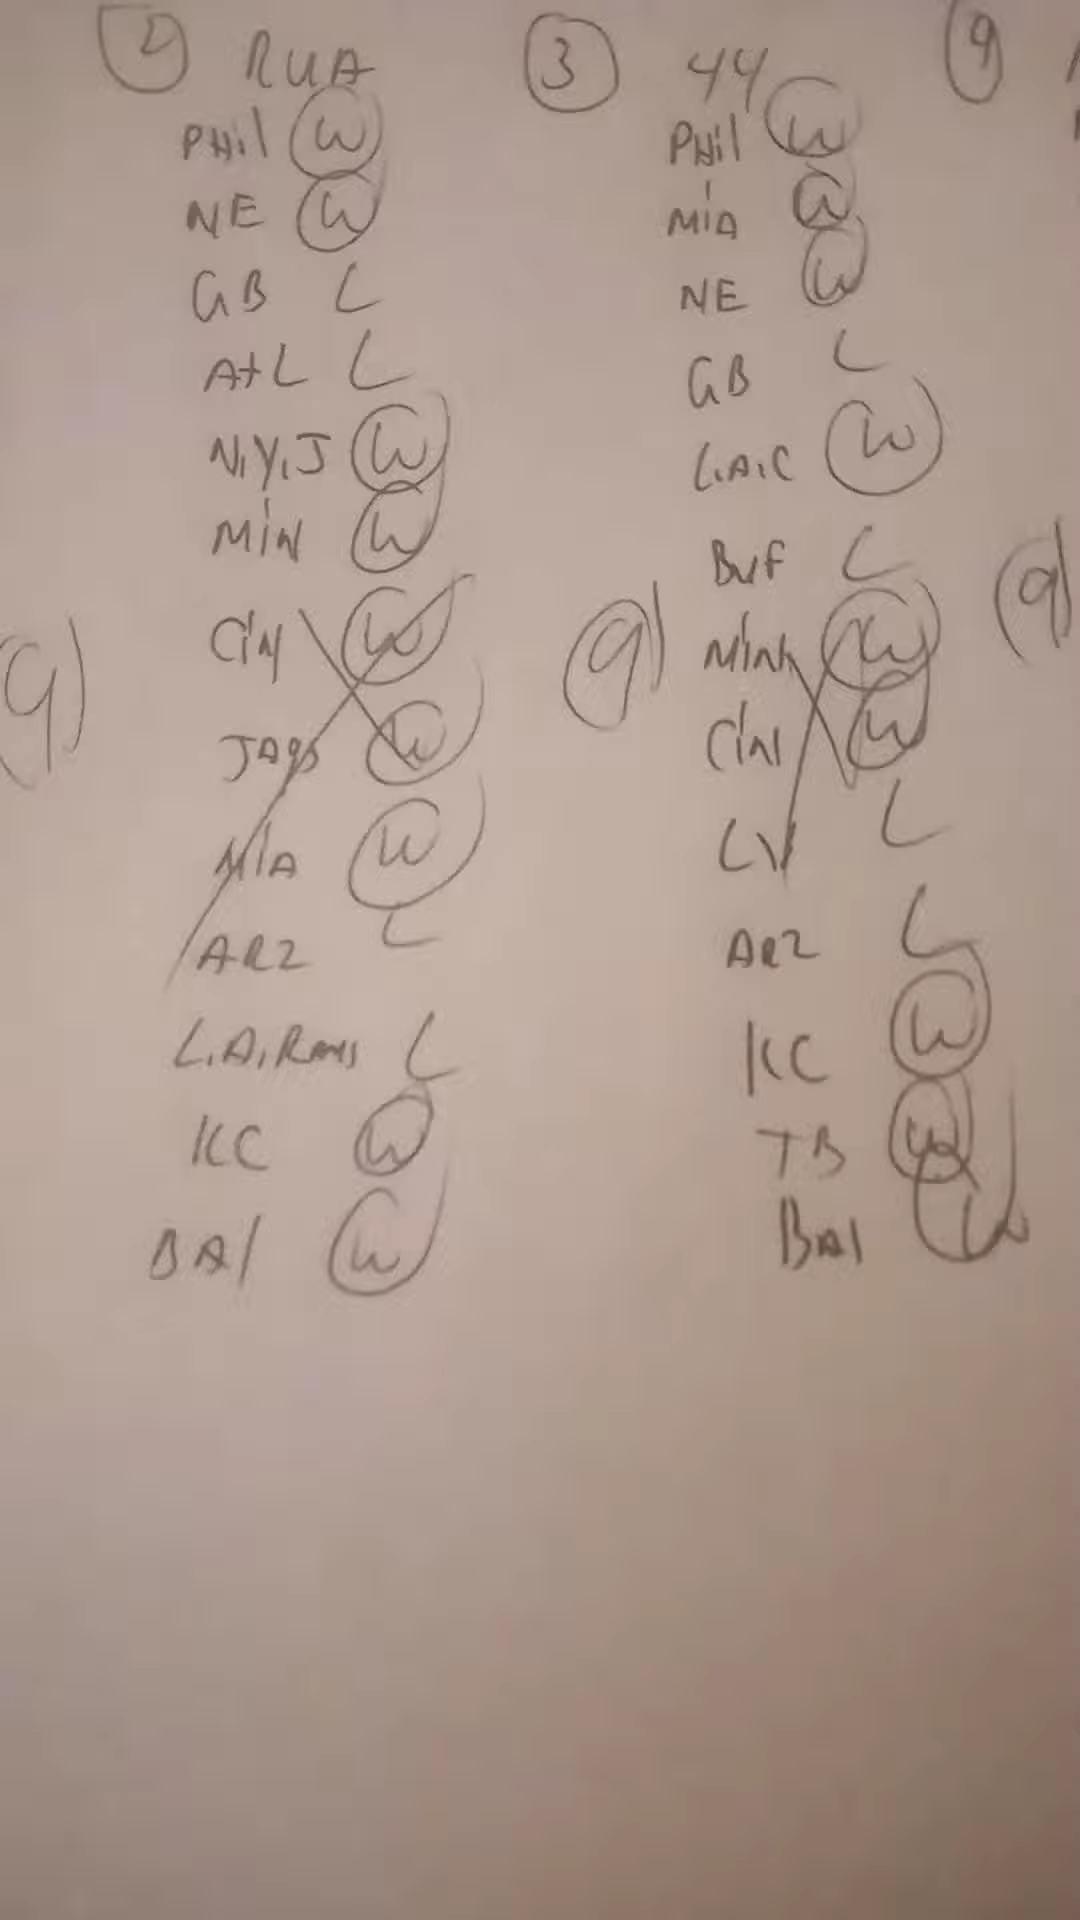 2 RUA
PHil W
NE W
GB L
AtL L
N.Y.J W
MiN W
CiN W
JAgs W
MiA W
ARZ L
L.A.Rams L
KC W
BAl W
9
3 44
PHil W
MiA W
NE W
GB L
L.A.C W
Buf L
MiNN W
CiN W
LV L
ARZ L
KC W
TB W
BAl W
9
9
9